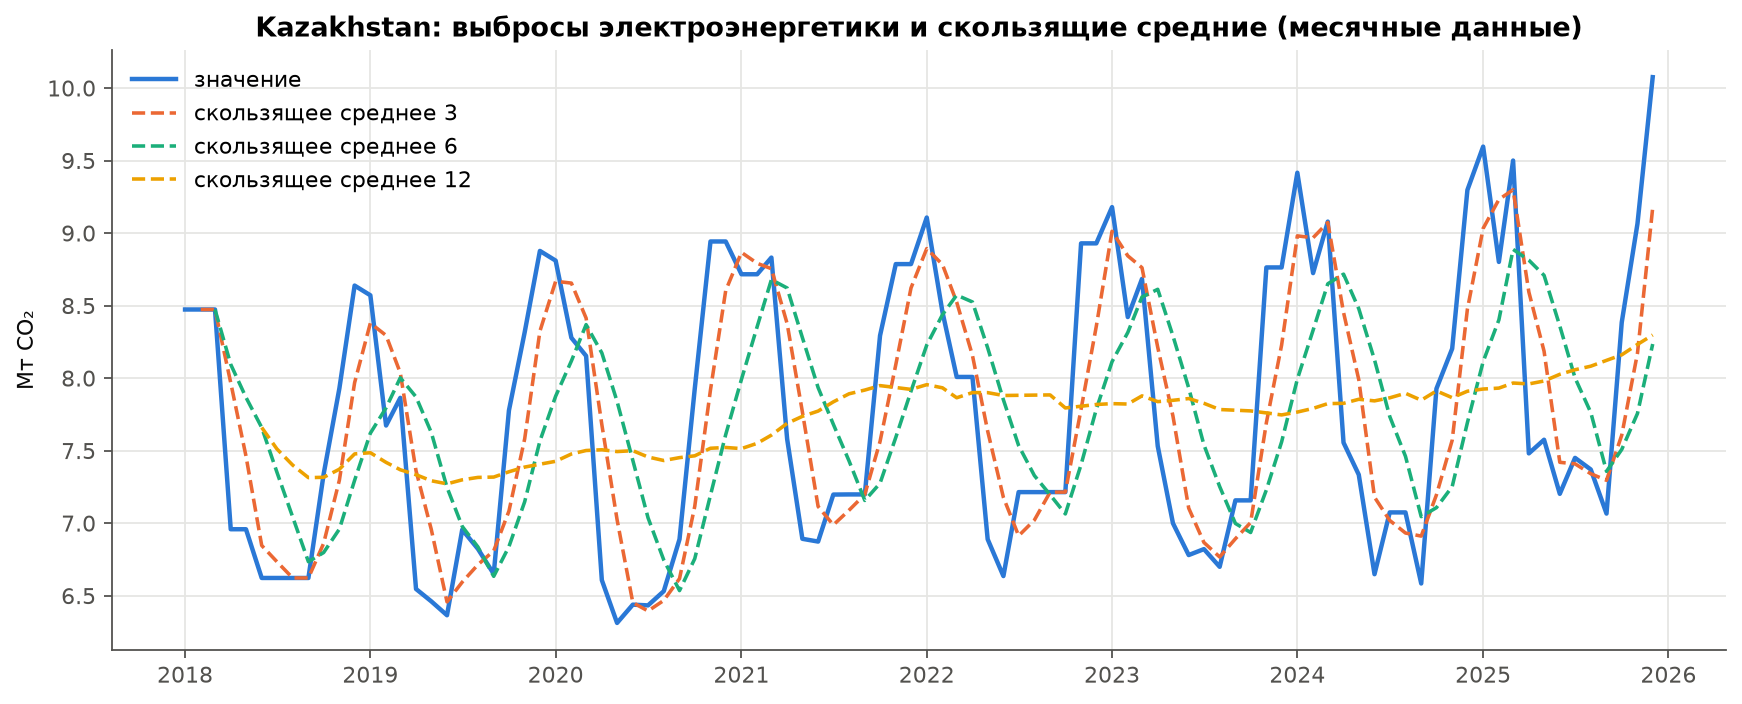 Kazakhstan: выбросы электроэнергетики и скользящие средние (месячные данные)
значение
скользящее среднее 3
скользящее среднее 6
скользящее среднее 12
Мт CO₂
10.0
9.5
9.0
8.5
8.0
7.5
7.0
6.5
2018 2019 2020 2021 2022 2023 2024 2025 2026